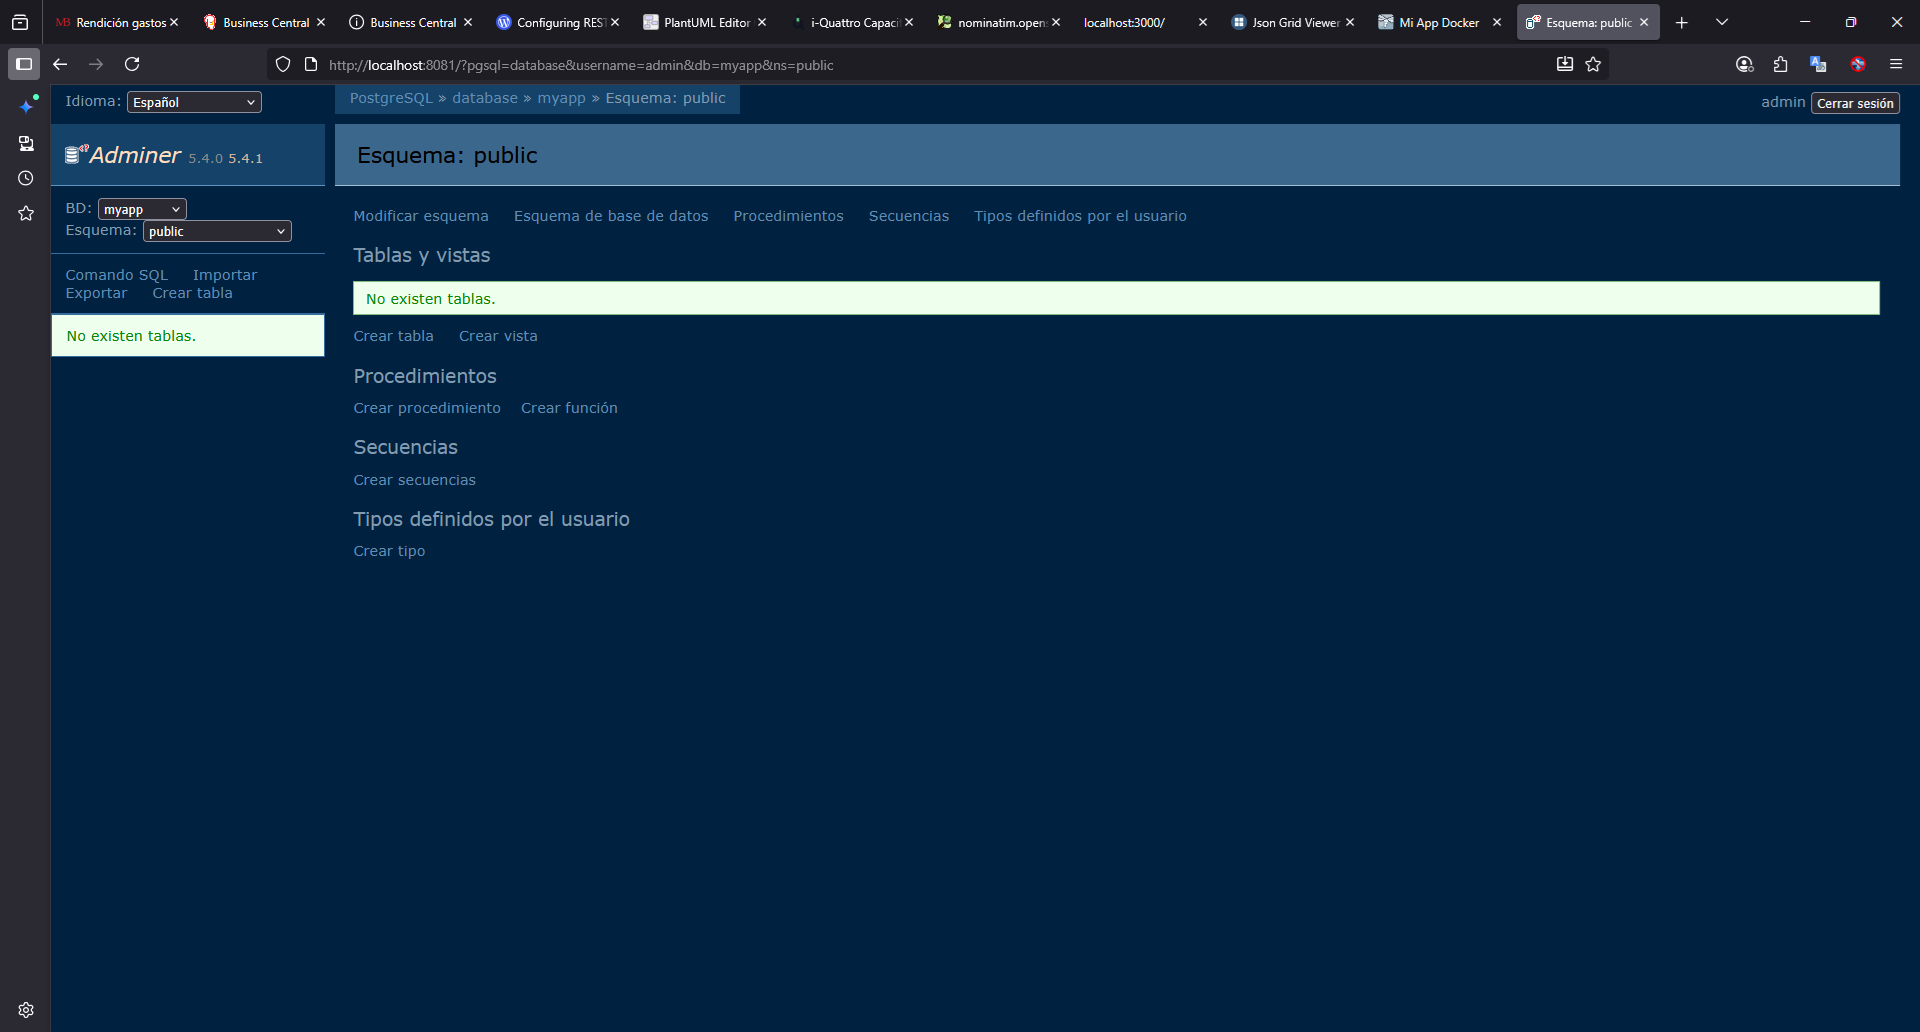 Rendición gastos
Business Central
Business Central
Configuring REST
PlantUML Editor
i-Quattro Capaci
nominatim.open
localhost:3000/
Json Grid Viewer
Mi App Docker
Esquema: public
http://localhost:8081/?pgsql=database&username=admin&db=myapp&ns=public
Idioma: Español
PostgreSQL » database » myapp » Esquema: public
admin Cerrar sesión
Adminer 5.4.0 5.4.1
Esquema: public
BD: myapp
Esquema: public
Comando SQL Importar
Exportar Crear tabla
No existen tablas.
Modificar esquema Esquema de base de datos Procedimientos Secuencias Tipos definidos por el usuario
Tablas y vistas
No existen tablas.
Crear tabla Crear vista
Procedimientos
Crear procedimiento Crear función
Secuencias
Crear secuencias
Tipos definidos por el usuario
Crear tipo